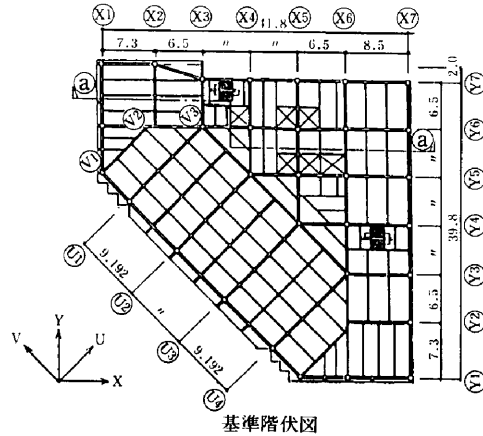 X1 X2 X3 X4 X5 X6 X7
41.8
7.3 6.5 〃 〃 6.5 8.5
2.0
Y7
a
6.5
V2 V3
Y6
a
V1
〃
Y5
〃
39.8
Y4
U1
9.192
〃
Y3
U2
〃
6.5
Y2
U3
9.192
7.3
U4
Y1
V Y U
X
基準階伏図